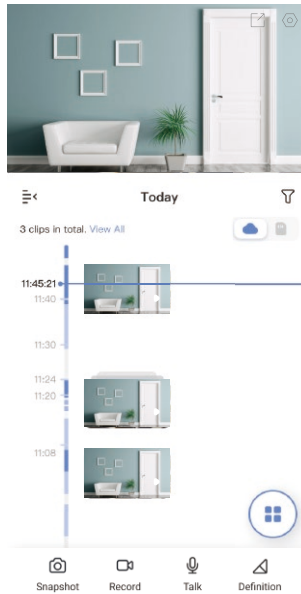 Today
3 clips in total. View All
11:45:21
11:40
11:30
11:24
11:20
11:08
Snapshot Record Talk Definition